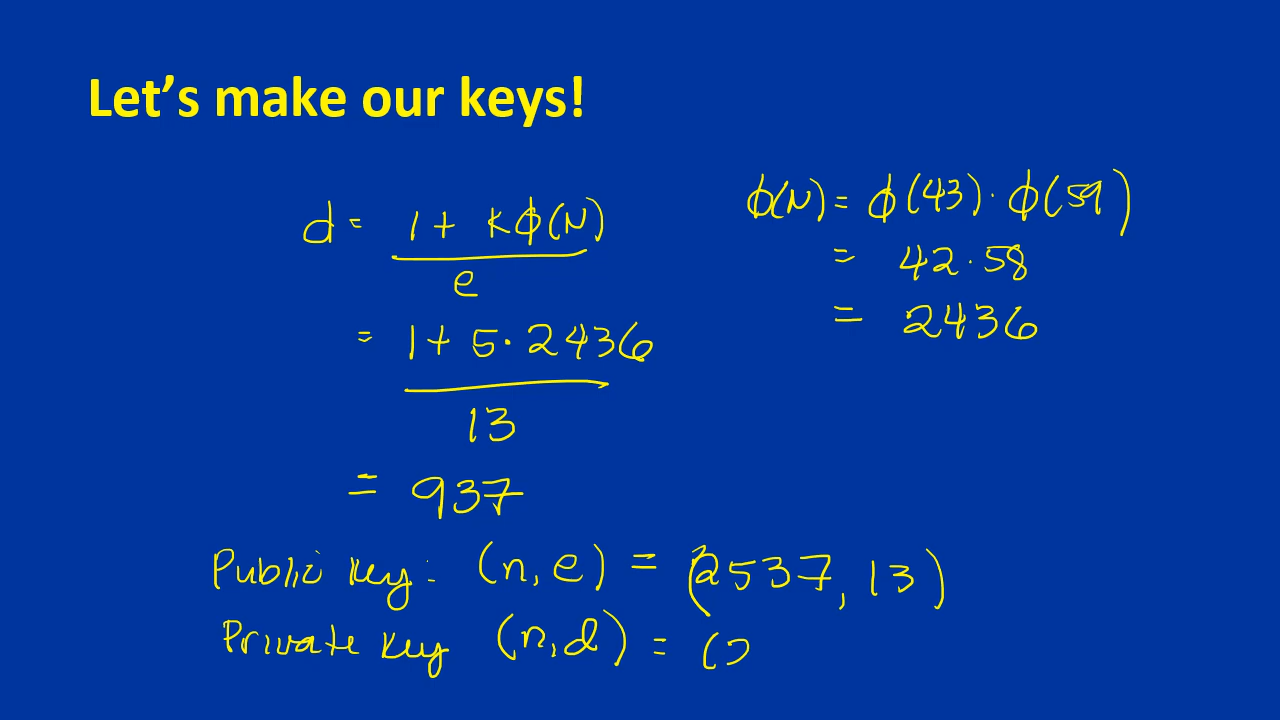 Let's make our keys!
d = 1 + kϕ(N)
e
= 1 + 5 · 2436
13
= 937
ϕ(N) = ϕ(43) · ϕ(59)
= 42 · 58
= 2436
Public key: (n, e) = (2537, 13)
Private key (n, d) = (2